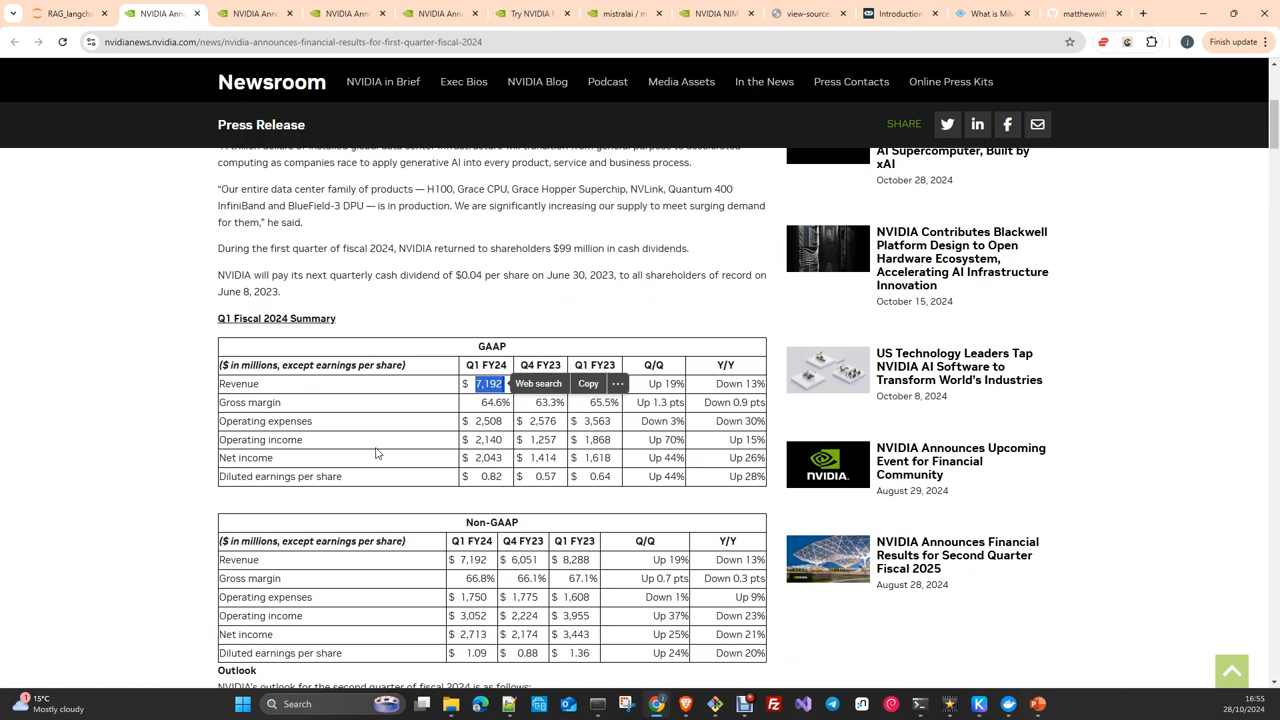 RAG_langcha
NVIDIA Ann
NVIDIA Ann
NVIDIA Ann
NVIDIA Ann
Try NVIDIA
mistralai / m
NVIDIA NIM
view-source:
Introduction
What is Milv
matthewwith
nvidianews.nvidia.com/news/nvidia-announces-financial-results-for-first-quarter-fiscal-2024
Finish update
Newsroom NVIDIA in Brief Exec Bios NVIDIA Blog Podcast Media Assets In the News Press Contacts Online Press Kits
Press Release SHARE
computing as companies race to apply generative AI into every product, service and business process.
“Our entire data center family of products — H100, Grace CPU, Grace Hopper Superchip, NVLink, Quantum 400
InfiniBand and BlueField-3 DPU — is in production. We are significantly increasing our supply to meet surging demand
for them,” he said.
During the first quarter of fiscal 2024, NVIDIA returned to shareholders $99 million in cash dividends.
NVIDIA will pay its next quarterly cash dividend of $0.04 per share on June 30, 2023, to all shareholders of record on
June 8, 2023.
Q1 Fiscal 2024 Summary
GAAP
($ in millions, except earnings per share) Q1 FY24 Q4 FY23 Q1 FY23 Q/Q Y/Y
Revenue $ 7,192 Web search Copy ··· Up 19% Down 13%
Gross margin 64.6% 63.3% 65.5% Up 1.3 pts Down 0.9 pts
Operating expenses $ 2,508 $ 2,576 $ 3,563 Down 3% Down 30%
Operating income $ 2,140 $ 1,257 $ 1,868 Up 70% Up 15%
Net income $ 2,043 $ 1,414 $ 1,618 Up 44% Up 26%
Diluted earnings per share $ 0.82 $ 0.57 $ 0.64 Up 44% Up 28%
Non-GAAP
($ in millions, except earnings per share) Q1 FY24 Q4 FY23 Q1 FY23 Q/Q Y/Y
Revenue $ 7,192 $ 6,051 $ 8,288 Up 19% Down 13%
Gross margin 66.8% 66.1% 67.1% Up 0.7 pts Down 0.3 pts
Operating expenses $ 1,750 $ 1,775 $ 1,608 Down 1% Up 9%
Operating income $ 3,052 $ 2,224 $ 3,955 Up 37% Down 23%
Net income $ 2,713 $ 2,174 $ 3,443 Up 25% Down 21%
Diluted earnings per share $ 1.09 $ 0.88 $ 1.36 Up 24% Down 20%
Outlook
NVIDIA's outlook for the second quarter of fiscal 2024 is as follows:
AI Supercomputer, Built by
xAI
October 28, 2024
NVIDIA Contributes Blackwell
Platform Design to Open
Hardware Ecosystem,
Accelerating AI Infrastructure
Innovation
October 15, 2024
US Technology Leaders Tap
NVIDIA AI Software to
Transform World's Industries
October 8, 2024
NVIDIA.
NVIDIA Announces Upcoming
Event for Financial
Community
August 29, 2024
NVIDIA Announces Financial
Results for Second Quarter
Fiscal 2025
August 28, 2024
1
15°C
Mostly cloudy
Search
16:55
28/10/2024